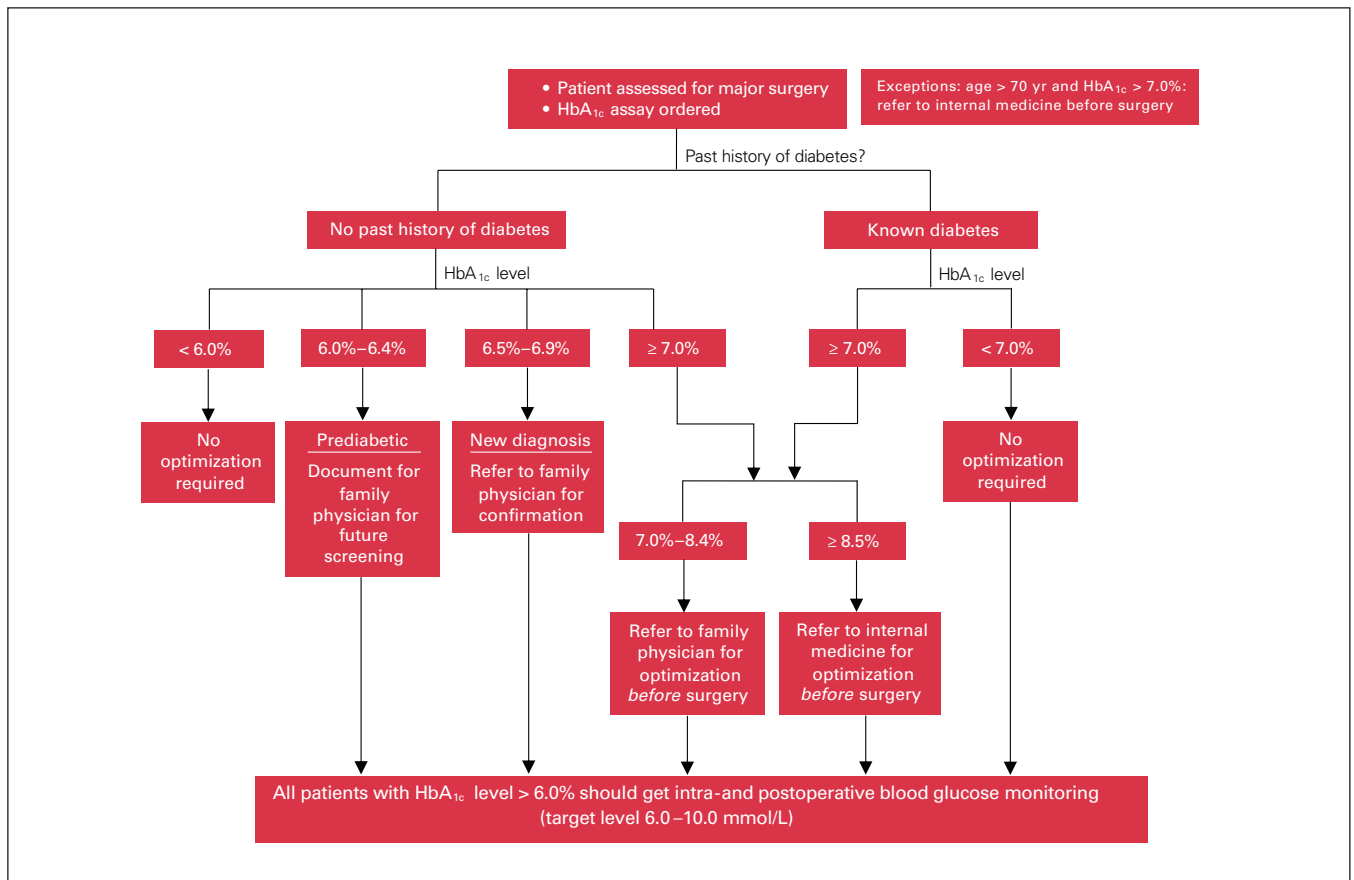 • Patient assessed for major surgery
• HbA1c assay ordered
Exceptions: age > 70 yr and HbA1c > 7.0%:
refer to internal medicine before surgery
Past history of diabetes?
No past history of diabetes
Known diabetes
HbA1c level
HbA1c level
< 6.0%
6.0%–6.4%
6.5%–6.9%
≥ 7.0%
≥ 7.0%
< 7.0%
No
optimization
required
Prediabetic
Document for
family
physician for
future
screening
New diagnosis
Refer to family
physician for
confirmation
No
optimization
required
7.0%–8.4%
≥ 8.5%
Refer to family
physician for
optimization
before surgery
Refer to internal
medicine for
optimization
before surgery
All patients with HbA1c level > 6.0% should get intra-and postoperative blood glucose monitoring
(target level 6.0–10.0 mmol/L)